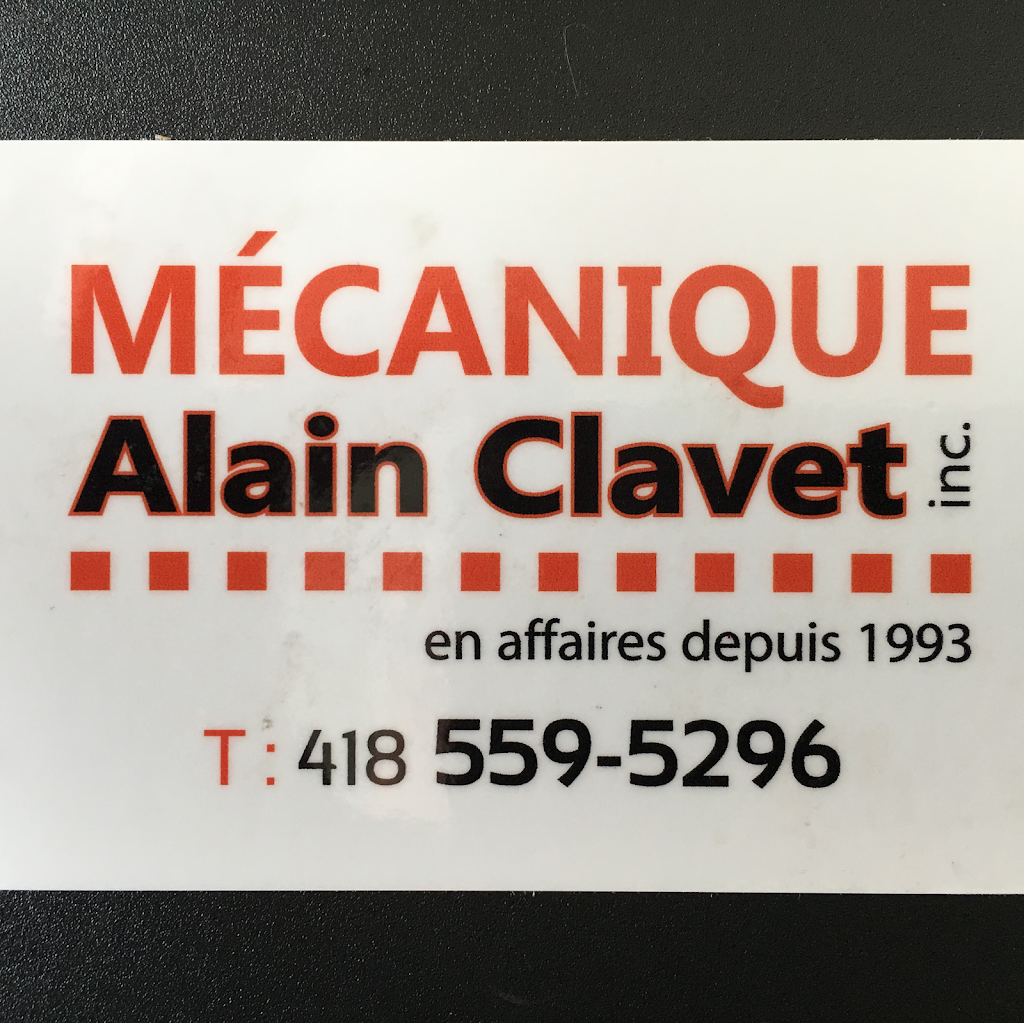 MÉCANIQUE
Alain Clavet inc.
en affaires depuis 1993
T : 418 559-5296